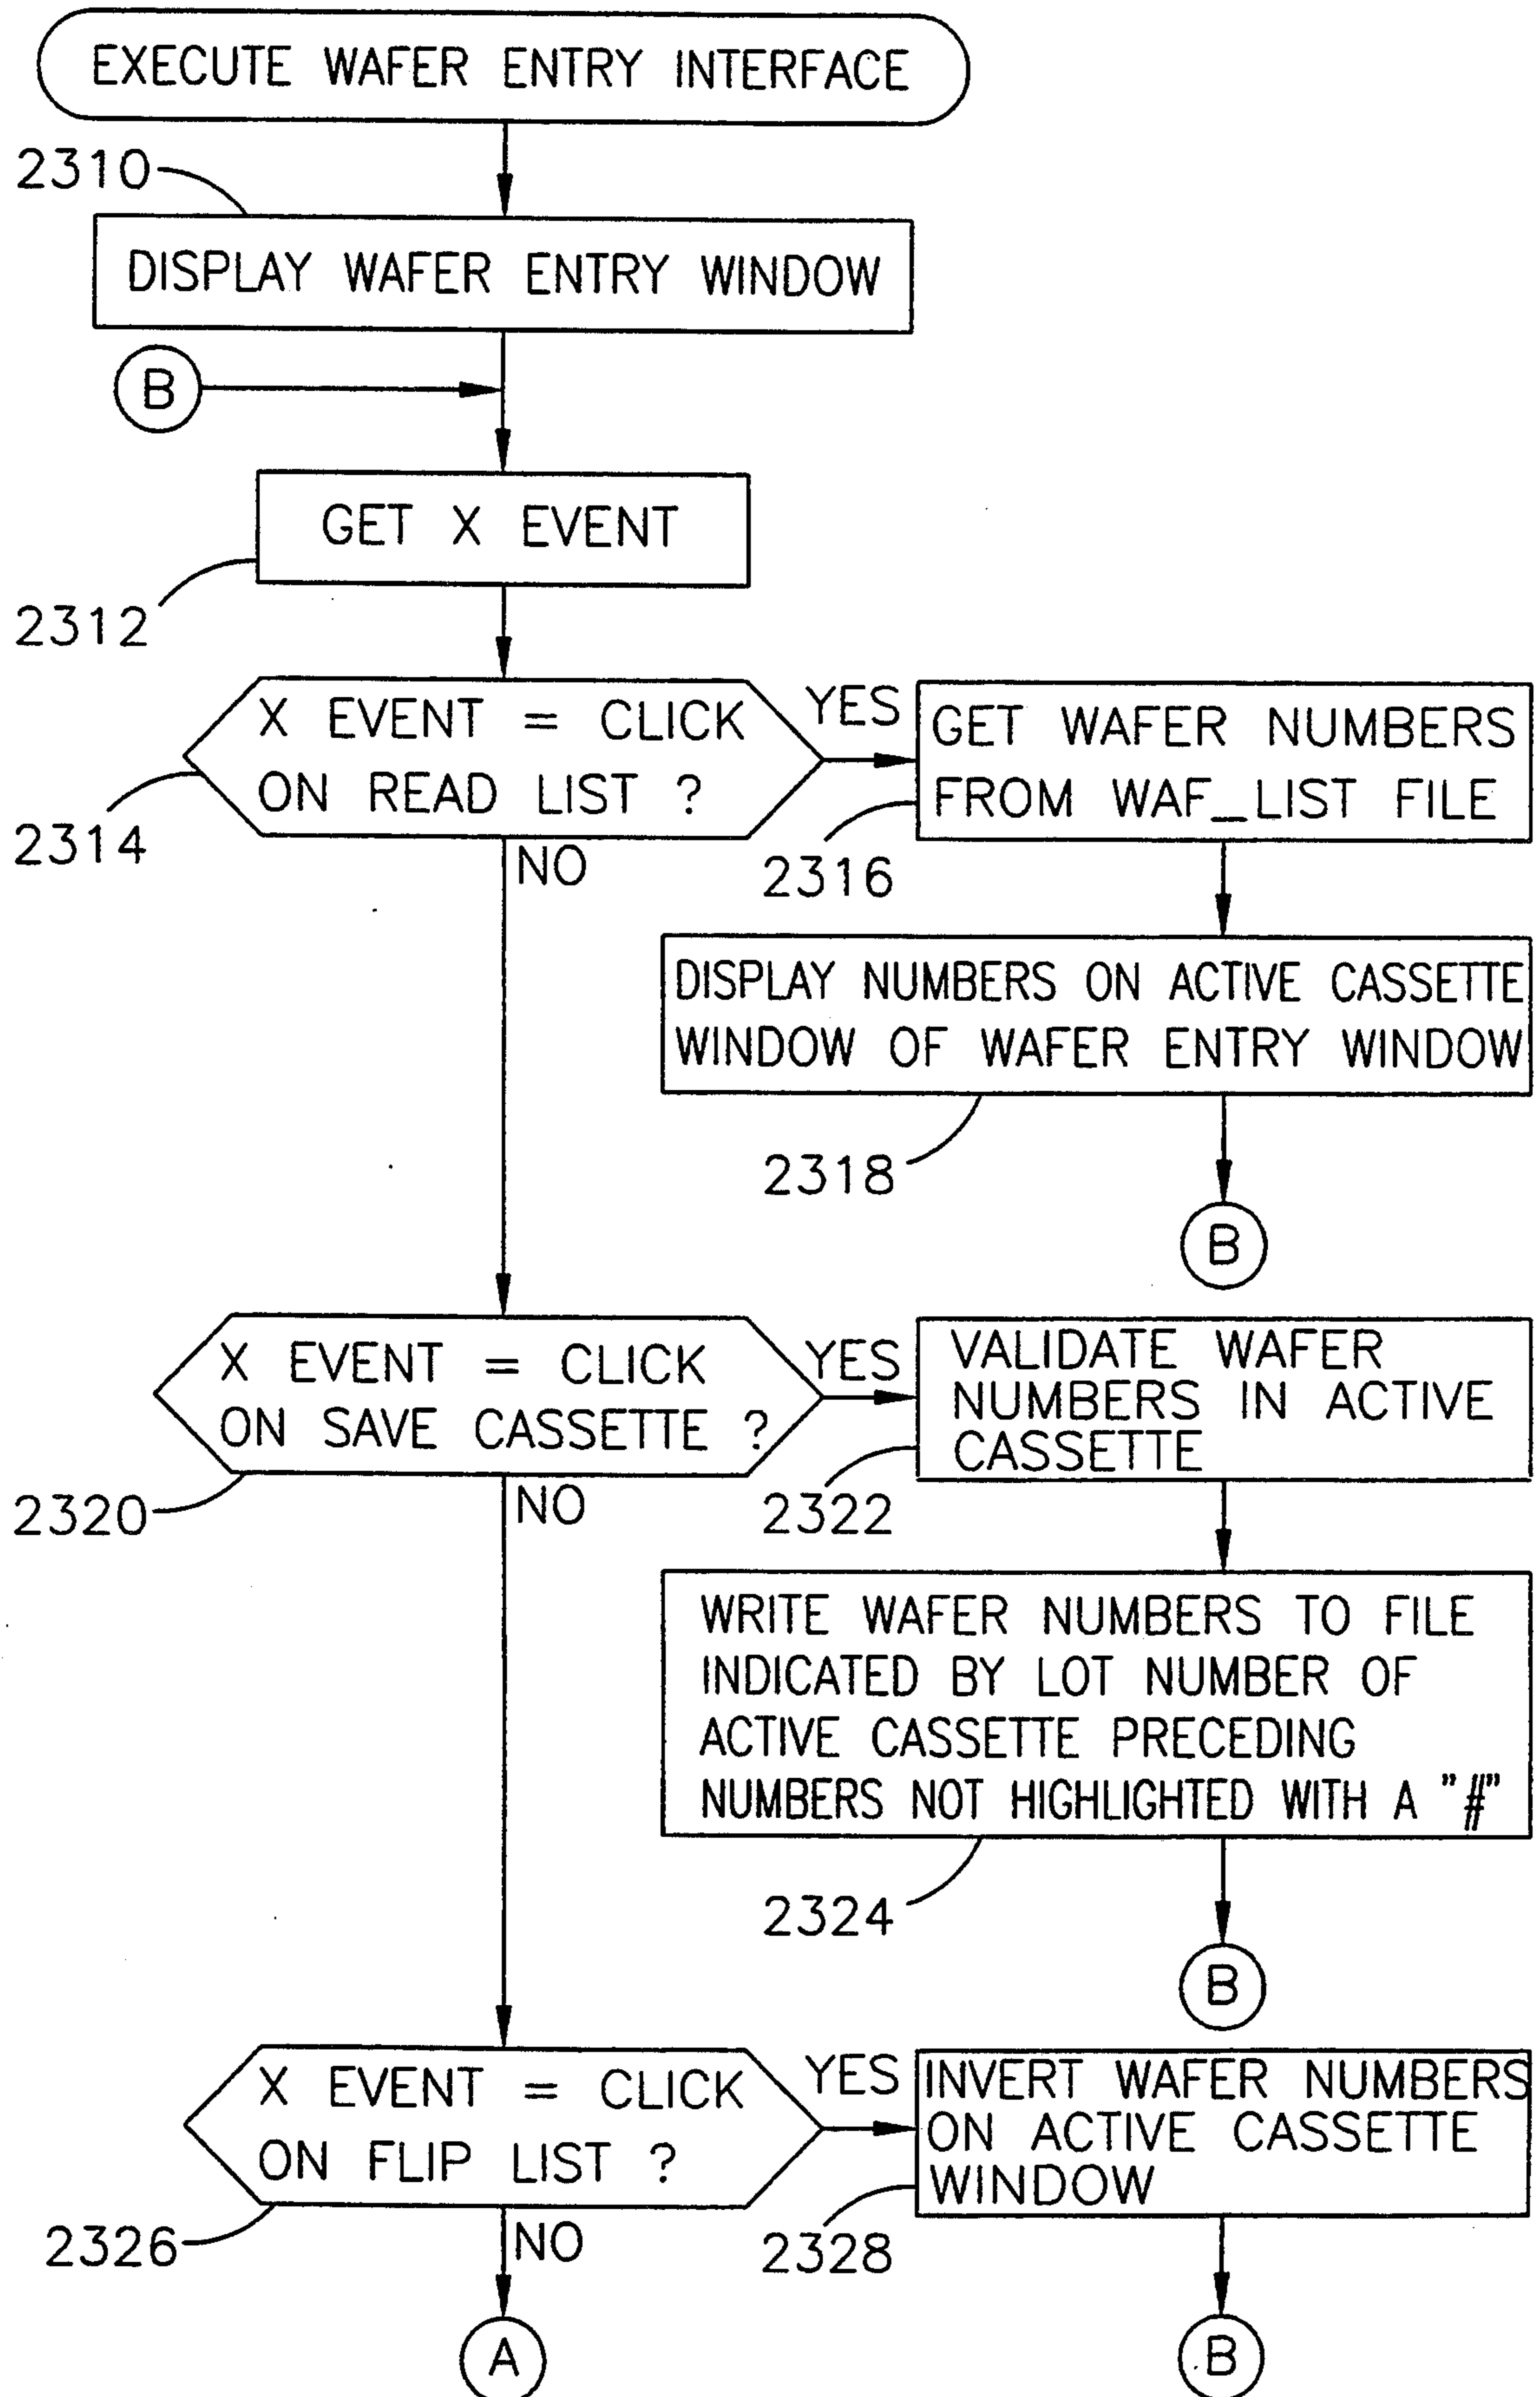 EXECUTE WAFER ENTRY INTERFACE
2310
DISPLAY WAFER ENTRY WINDOW
B
GET X EVENT
2312
X EVENT = CLICK
ON READ LIST ?
2314
YES
NO
GET WAFER NUMBERS
FROM WAF_LIST FILE
2316
DISPLAY NUMBERS ON ACTIVE CASSETTE
WINDOW OF WAFER ENTRY WINDOW
2318
B
X EVENT = CLICK
ON SAVE CASSETTE ?
2320
YES
NO
VALIDATE WAFER
NUMBERS IN ACTIVE
CASSETTE
2322
WRITE WAFER NUMBERS TO FILE
INDICATED BY LOT NUMBER OF
ACTIVE CASSETTE PRECEDING
NUMBERS NOT HIGHLIGHTED WITH A "#"
2324
B
X EVENT = CLICK
ON FLIP LIST ?
2326
YES
NO
INVERT WAFER NUMBERS
ON ACTIVE CASSETTE
WINDOW
2328
A
B